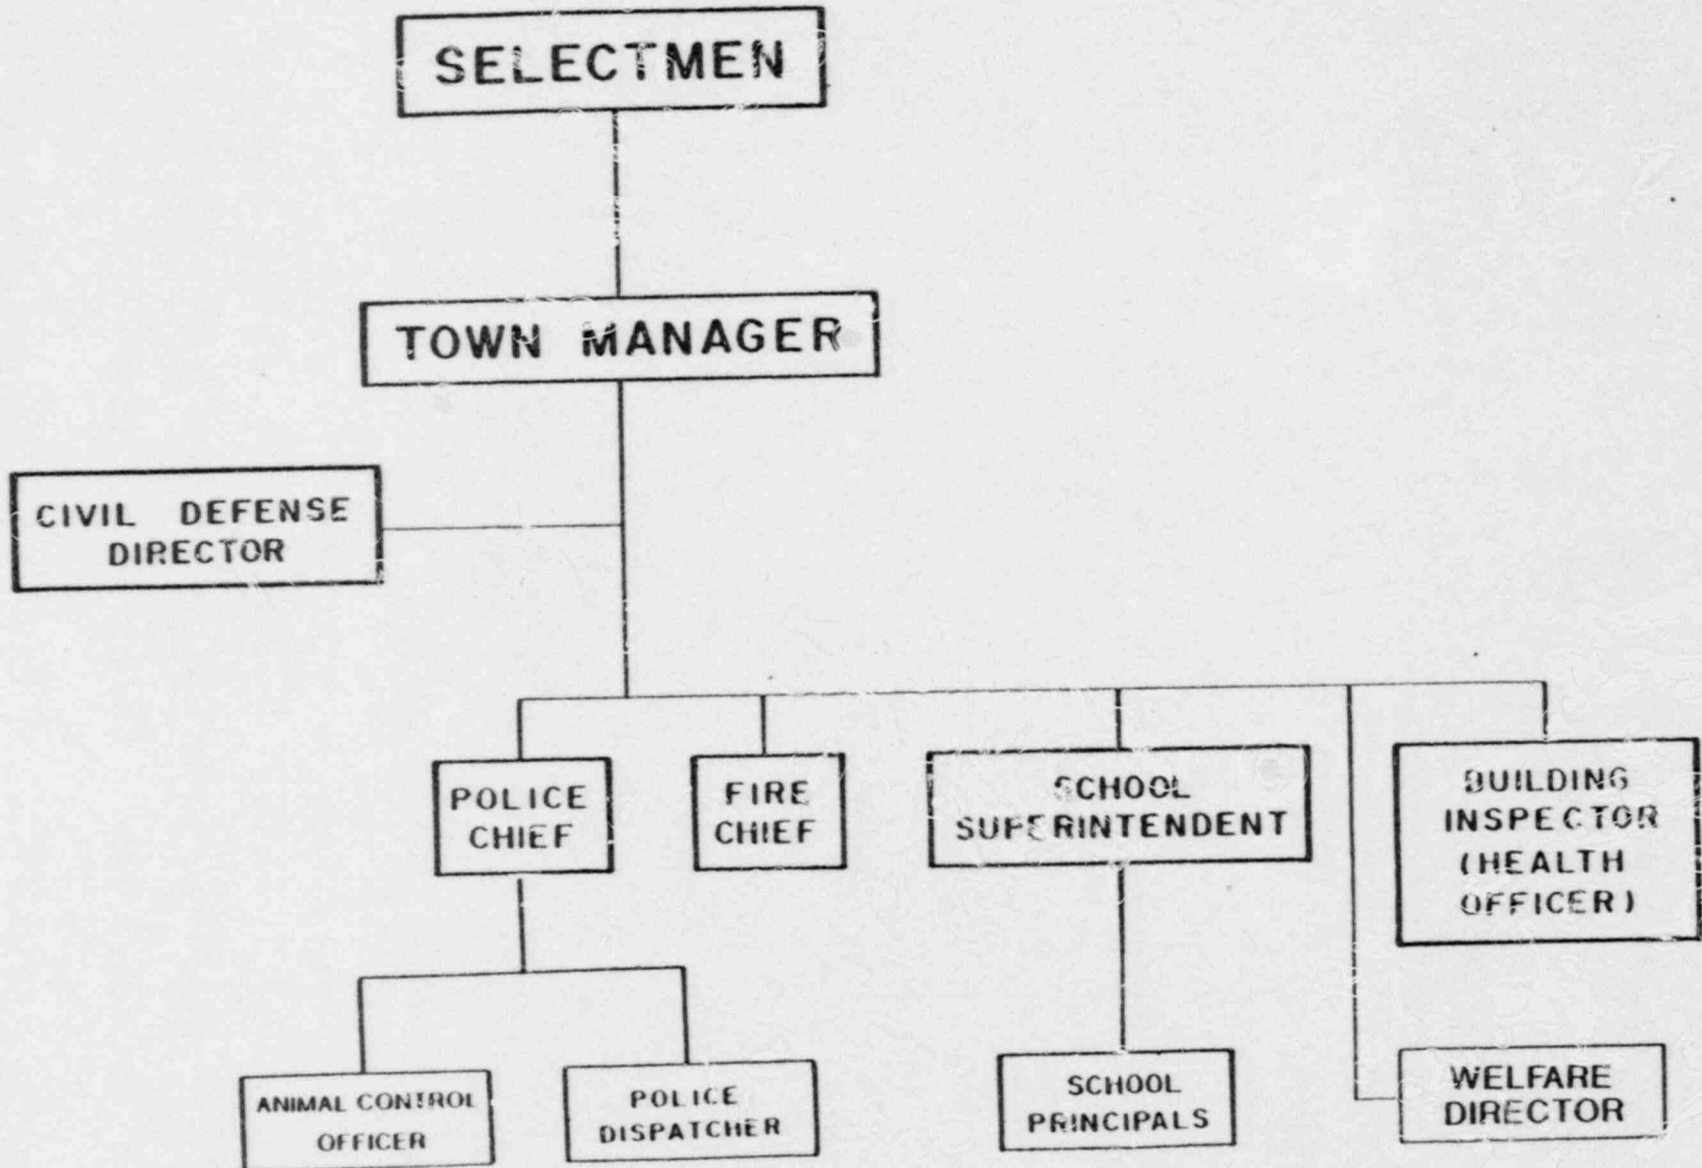 SELECTMEN
TOWN MANAGER
CIVIL DEFENSE
DIRECTOR
POLICE
CHIEF
FIRE
CHIEF
SCHOOL
SUPERINTENDENT
BUILDING
INSPECTOR
(HEALTH
OFFICER)
ANIMAL CONTROL
OFFICER
POLICE
DISPATCHER
SCHOOL
PRINCIPALS
WELFARE
DIRECTOR